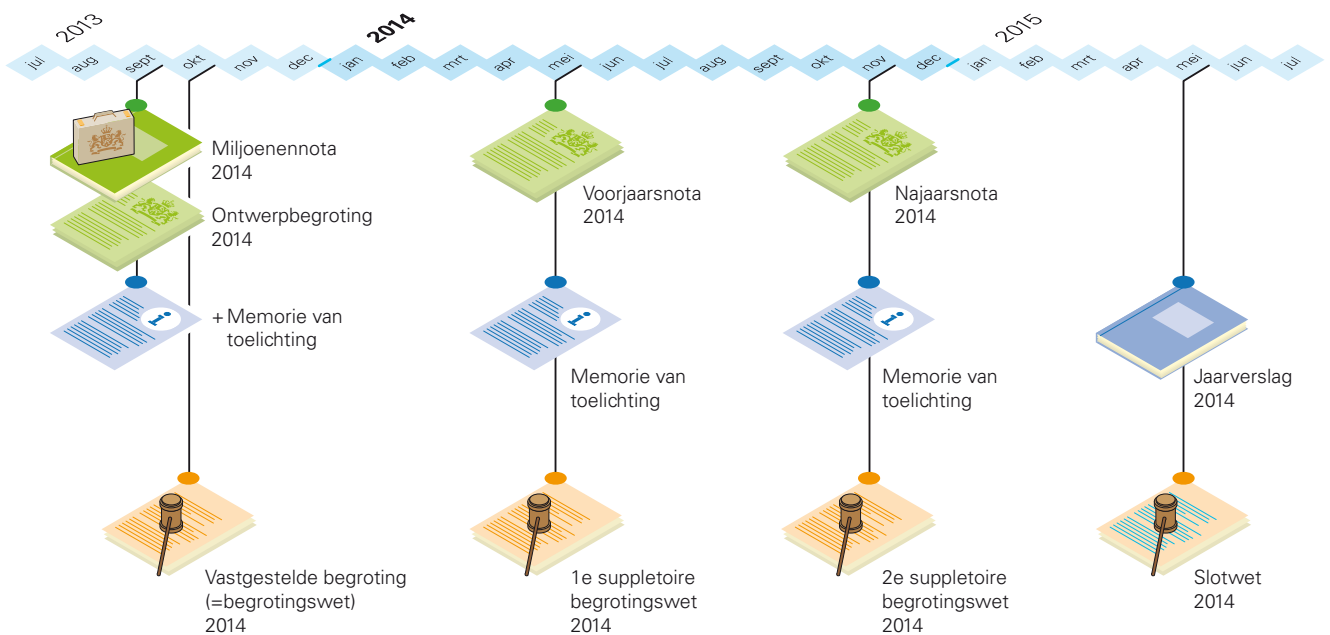 2013
2014
2015
jul
aug
sept
okt
nov
dec
jan
feb
mrt
apr
mei
jun
jul
aug
sept
okt
nov
dec
jan
feb
mrt
apr
mei
jun
jul
Miljoenennota
2014
Ontwerpbegroting
2014
+ Memorie van
toelichting
Vastgestelde begroting
(=begrotingswet)
2014
Voorjaarsnota
2014
i
Memorie van
toelichting
1e suppletoire
begrotingswet
2014
Najaarsnota
2014
i
Memorie van
toelichting
2e suppletoire
begrotingswet
2014
i
Jaarverslag
2014
Slotwet
2014